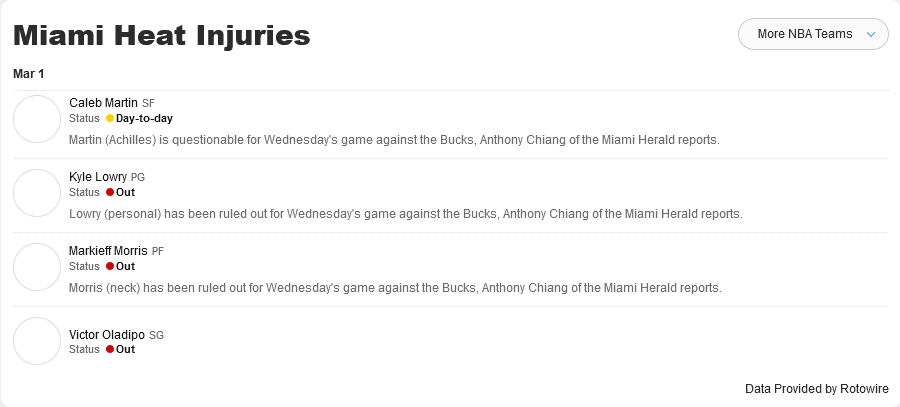 Miami Heat Injuries
More NBA Teams
Mar 1
Caleb Martin SF
Status Day-to-day
Martin (Achilles) is questionable for Wednesday's game against the Bucks, Anthony Chiang of the Miami Herald reports.
Kyle Lowry PG
Status Out
Lowry (personal) has been ruled out for Wednesday's game against the Bucks, Anthony Chiang of the Miami Herald reports.
Markieff Morris PF
Status Out
Morris (neck) has been ruled out for Wednesday's game against the Bucks, Anthony Chiang of the Miami Herald reports.
Victor Oladipo SG
Status Out
Data Provided by Rotowire